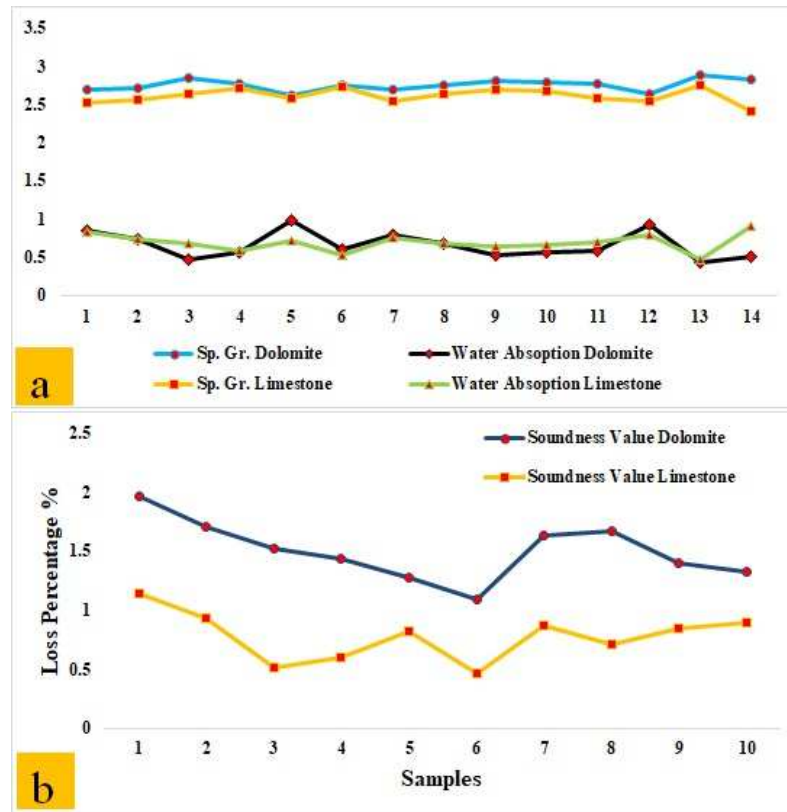 3.5
3
2.5
2
1.5
1
0.5
0
1 2 3 4 5 6 7 8 9 10 11 12 13 14
Sp. Gr. Dolomite Water Absoption Dolomite
Sp. Gr. Limestone Water Absoption Limestone
a
2.5
2
1.5
1
0.5
0
Loss Percentage %
Soundness Value Dolomite
Soundness Value Limestone
1 2 3 4 5 6 7 8 9 10
Samples
b